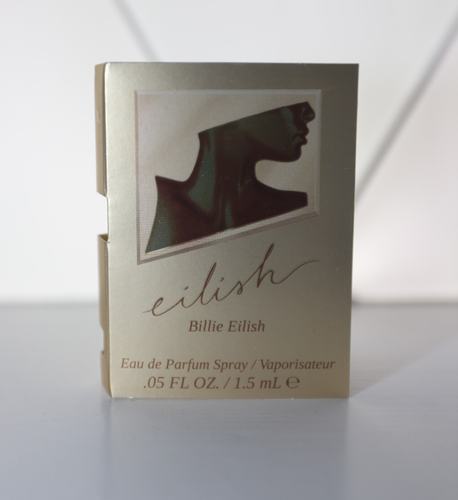 eilish
Billie Eilish
Eau de Parfum Spray / Vaporisateur
.05 FL OZ. / 1.5 mL ℮